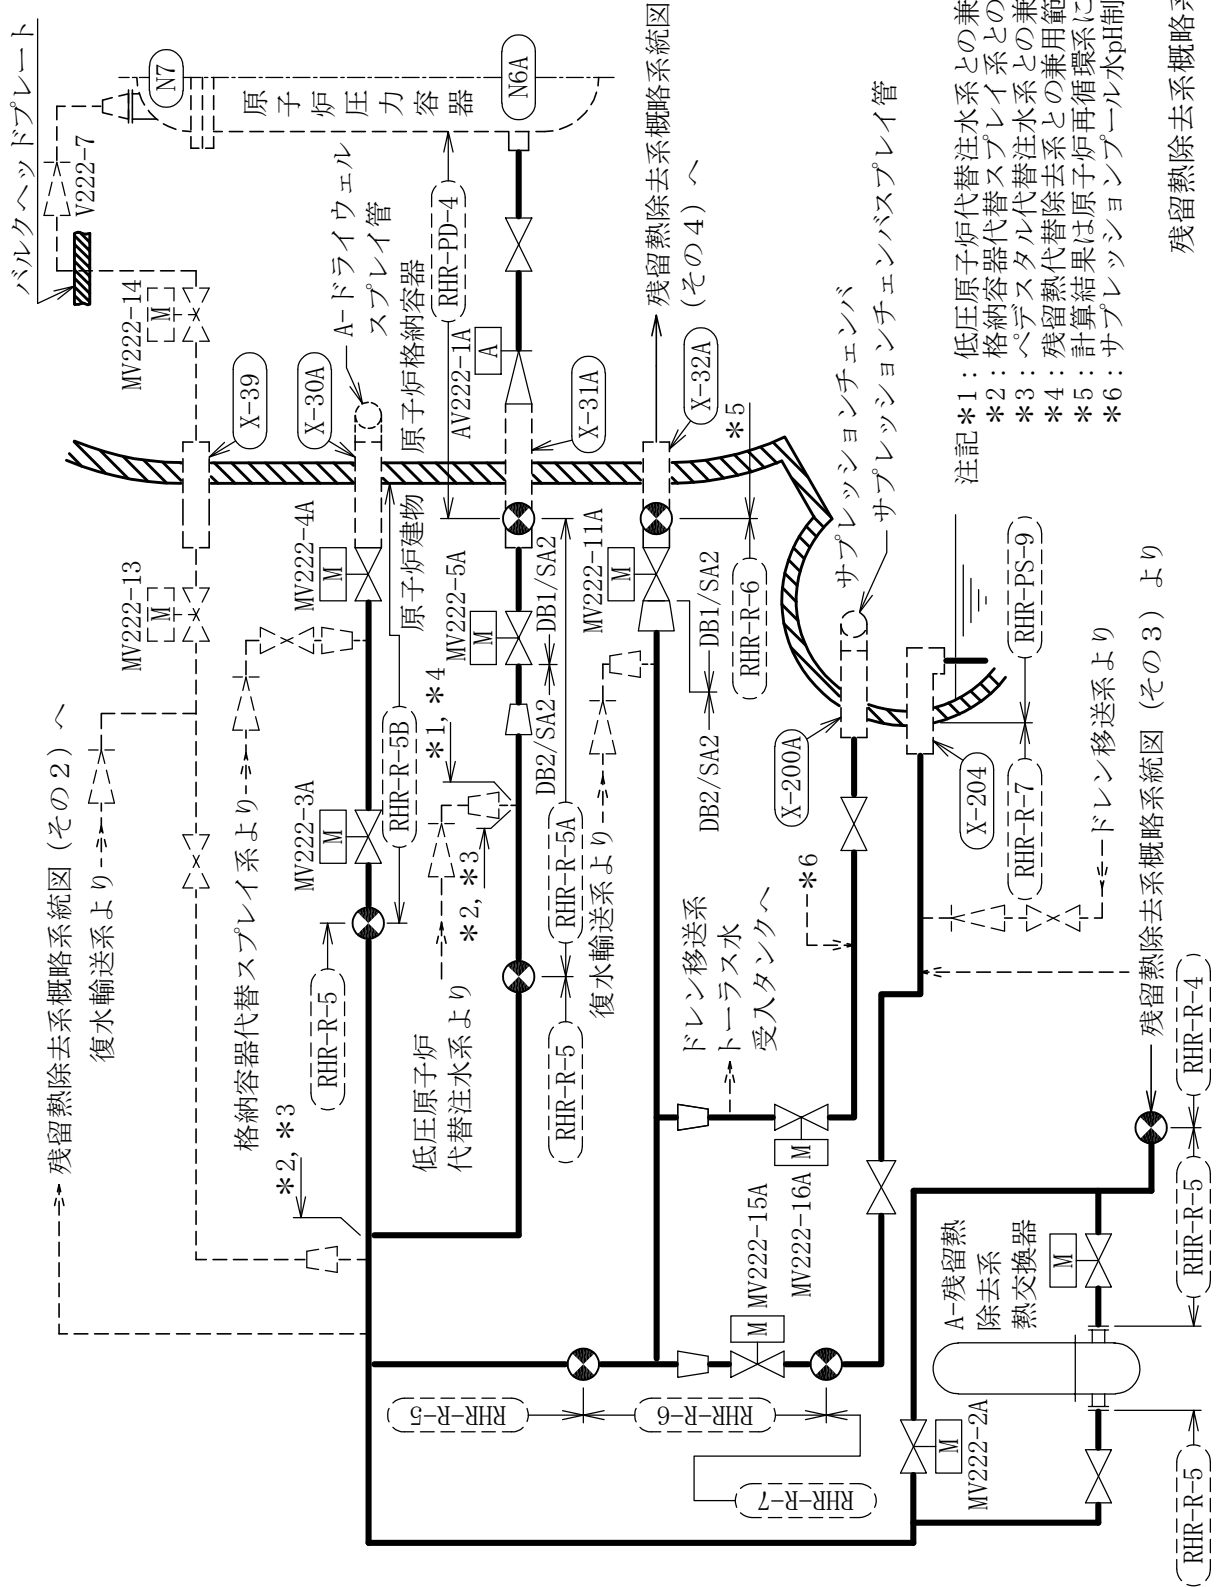 バルクヘッドプレート
V222-7
N7
原子炉圧力容器
N6A
MV222-14
M
X-39
X-30A
A-ドライウェル
スプレイ管
原子炉格納容器
RHR-PD-4
AV222-1A
A
X-31A
X-32A
*5
残留熱除去系概略系統図
(その4) へ
MV222-13
M
MV222-4A
M
原子炉建物
MV222-5A
M
DB2/SA2
DB1/SA2
MV222-11A
M
DB2/SA2
DB1/SA2
RHR-R-6
サプレッションチェンバ
サプレッションチェンバスプレイ管
X-200A
X-204
RHR-PS-9
RHR-R-7
残留熱除去系概略系統図 (その2) へ
復水輸送系より
格納容器代替スプレイ系より
MV222-3A
M
RHR-R-5B
RHR-R-5
*2, *3
*1, *4
*2, *3
低圧原子炉
代替注水系より
RHR-R-5A
RHR-R-5
復水輸送系より
ドレン移送系
トーラス水
受入タンクへ
*6
ドレン移送系より
残留熱除去系概略系統図 (その3) より
RHR-R-4
RHR-R-5
MV222-15A
M
MV222-16A
M
RHR-R-5
RHR-R-6
RHR-R-7
A-残留熱
除去系
熱交換器
M
MV222-2A
M
RHR-R-5
注記*1：低圧原子炉代替注水系との兼
*2：格納容器代替スプレイ系との
*3：ペデスタル代替注水系との兼
*4：残留熱代替除去系との兼用範
*5：計算結果は原子炉再循環系に
*6：サプレッションプール水pH制
残留熱除去系概略系